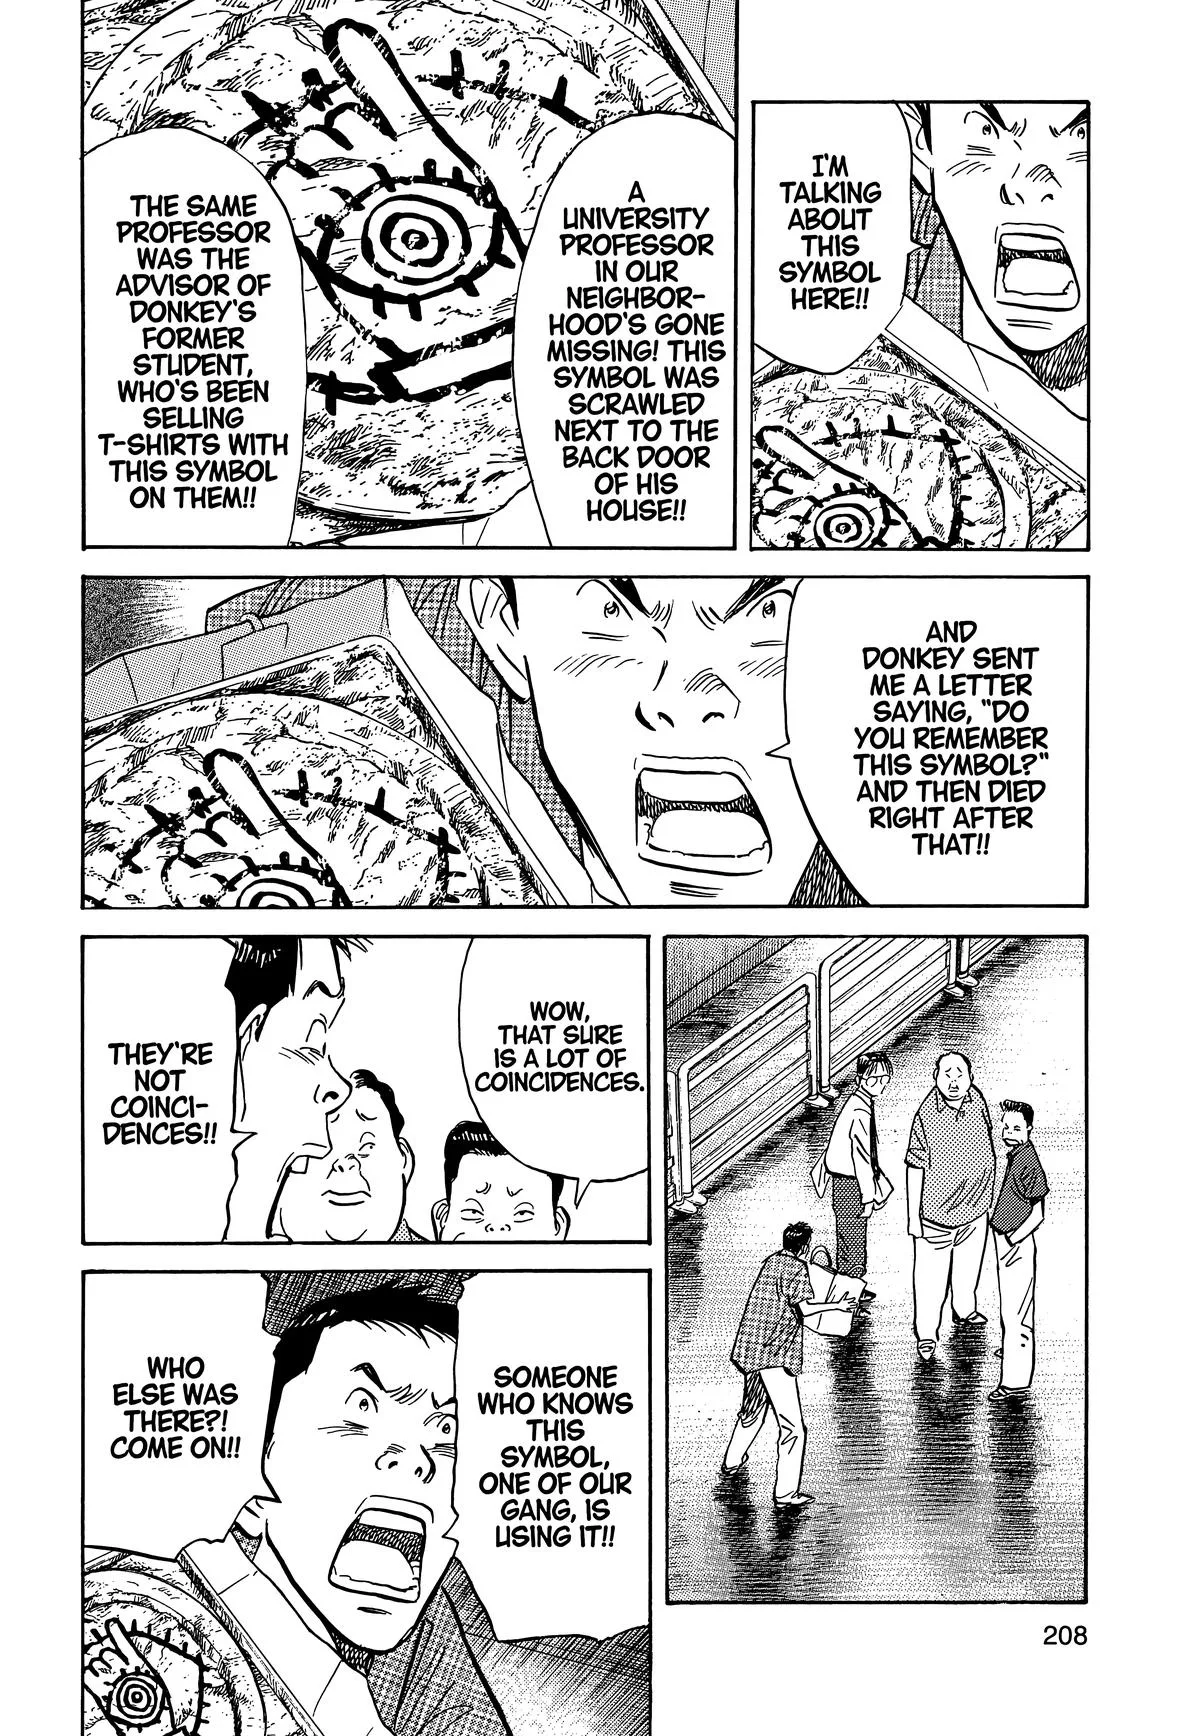 I'M
TALKING
ABOUT
THIS
SYMBOL
HERE!!
A
UNIVERSITY
PROFESSOR
IN OUR
NEIGHBOR-
HOOD'S GONE
MISSING! THIS
SYMBOL WAS
SCRAWLED
NEXT TO THE
BACK DOOR
OF HIS
HOUSE!!
THE SAME
PROFESSOR
WAS THE
ADVISOR OF
DONKEY'S
FORMER
STUDENT,
WHO'S BEEN
SELLING
T-SHIRTS WITH
THIS SYMBOL
ON THEM!!
AND
DONKEY SENT
ME A LETTER
SAYING, "DO
YOU REMEMBER
THIS SYMBOL?"
AND THEN DIED
RIGHT AFTER
THAT!!
WOW,
THAT SURE
IS A LOT OF
COINCIDENCES.
THEY'RE
NOT
COINCI-
DENCES!!
SOMEONE
WHO KNOWS
THIS
SYMBOL,
ONE OF OUR
GANG, IS
USING IT!!
WHO
ELSE WAS
THERE?!
COME ON!!
208